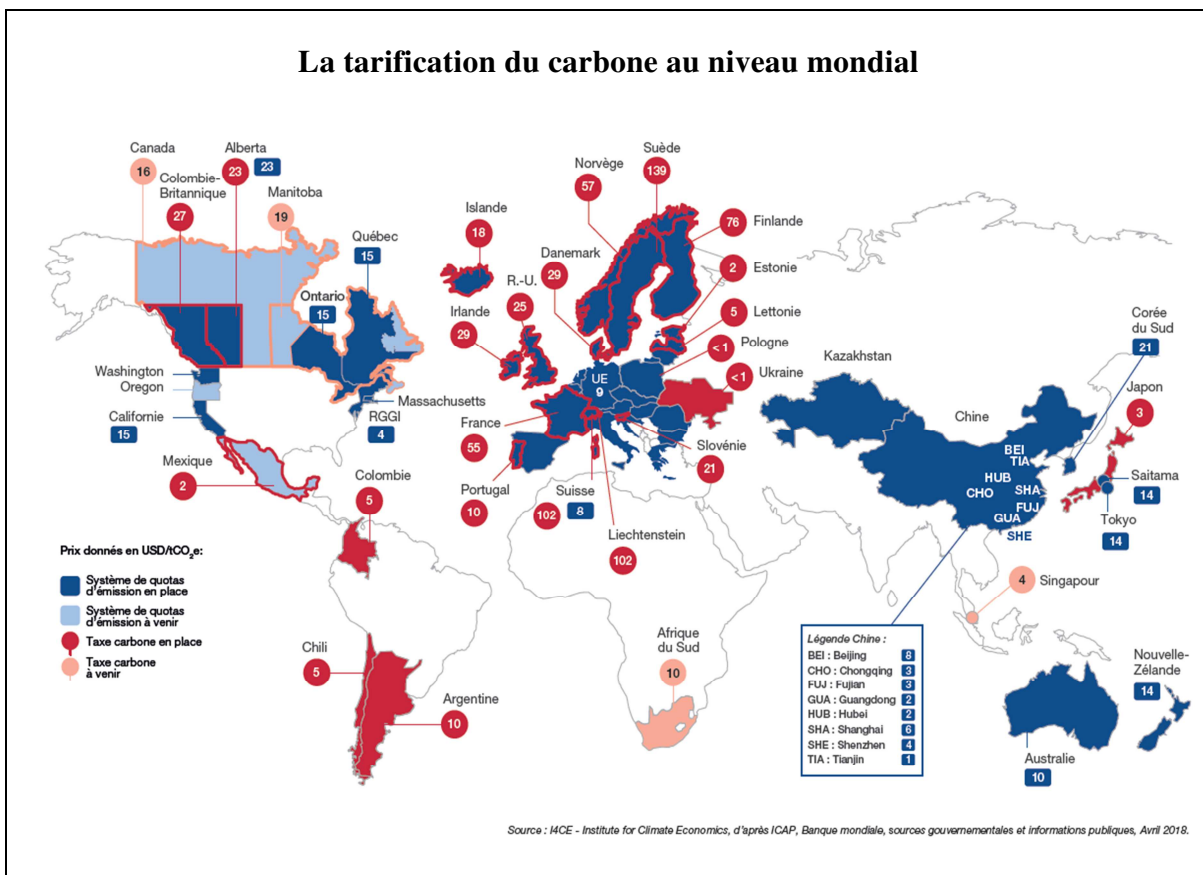 La tarification du carbone au niveau mondial
Canada
16
Alberta
23
23
Colombie-
Britannique
27
Manitoba
19
Québec
15
Ontario
15
Washington
Oregon
Californie
15
Massachusetts
RGGI
4
Mexique
2
Colombie
5
Chili
5
Argentine
10
Islande
18
Irlande
29
R.-U.
25
Danemark
29
Norvège
57
Suède
139
Finlande
76
2
Estonie
5
Lettonie
< 1
Pologne
<1
Ukraine
UE
9
France
55
Portugal
10
Suisse
102
8
Liechtenstein
102
Slovénie
21
Afrique
du Sud
10
Kazakhstan
Chine
BEI
TIA
HUB
CHO
SHA
FUJ
GUA
SHE
Corée
du Sud
21
Japon
3
Saitama
14
Tokyo
14
4
Singapour
Nouvelle-
Zélande
14
Australie
10
Prix donnés en USD/tCO2e:
Système de quotas
d'émission en place
Système de quotas
d'émission à venir
Taxe carbone en place
Taxe carbone
à venir
Légende Chine :
BEI : Beijing 8
CHO : Chongqing 3
FUJ : Fujian 3
GUA : Guangdong 2
HUB : Hubei 2
SHA : Shanghai 6
SHE : Shenzhen 4
TIA : Tianjin 1
Source : I4CE - Institute for Climate Economics, d'après ICAP, Banque mondiale, sources gouvernementales et informations publiques, Avril 2018.